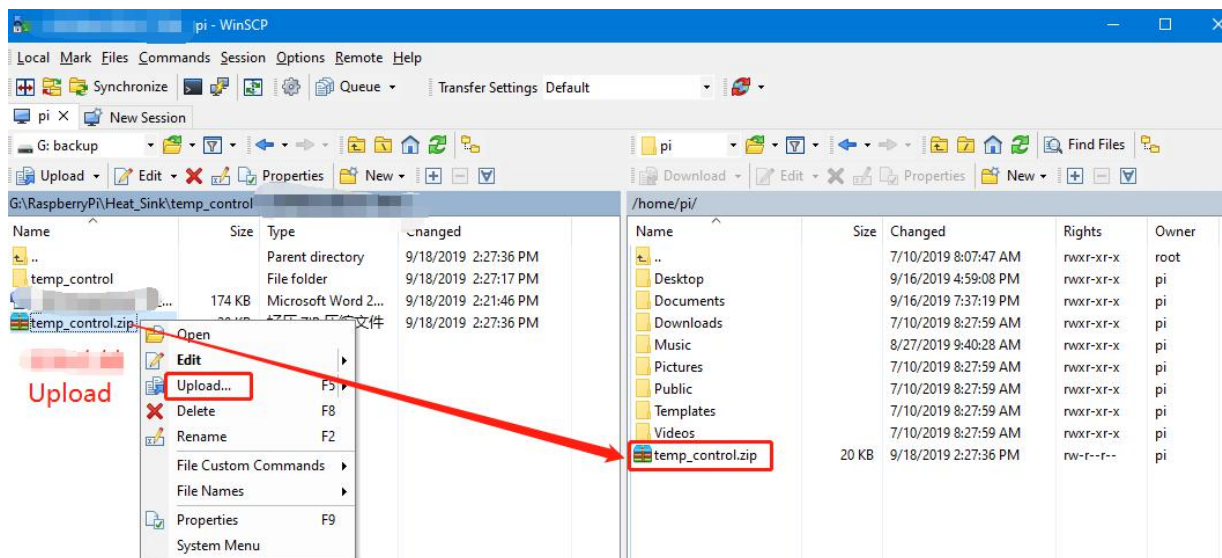 pi - WinSCP
Local Mark Files Commands Session Options Remote Help
Synchronize Queue Transfer Settings Default
pi New Session
G: backup
Upload Edit Properties New
G:\RaspberryPi\Heat_Sink\temp_control
Name Size Type Changed
.. Parent directory 9/18/2019 2:27:36 PM
temp_control File folder 9/18/2019 2:27:17 PM
... 174 KB Microsoft Word 2... 9/18/2019 2:21:46 PM
temp_control.zip 压缩文件 9/18/2019 2:27:36 PM
Open
Edit
Upload... F5
Delete F8
Rename F2
File Custom Commands
File Names
Properties F9
System Menu
Upload
pi Find Files
Download Edit Properties New
/home/pi/
Name Size Changed Rights Owner
.. 7/10/2019 8:07:47 AM rwxr-xr-x root
Desktop 9/16/2019 4:59:08 PM rwxr-xr-x pi
Documents 9/16/2019 7:37:19 PM rwxr-xr-x pi
Downloads 7/10/2019 8:27:59 AM rwxr-xr-x pi
Music 8/27/2019 9:40:28 AM rwxr-xr-x pi
Pictures 7/10/2019 8:27:59 AM rwxr-xr-x pi
Public 7/10/2019 8:27:59 AM rwxr-xr-x pi
Templates 7/10/2019 8:27:59 AM rwxr-xr-x pi
Videos 7/10/2019 8:27:59 AM rwxr-xr-x pi
temp_control.zip 20 KB 9/18/2019 2:27:36 PM rw-r--r-- pi